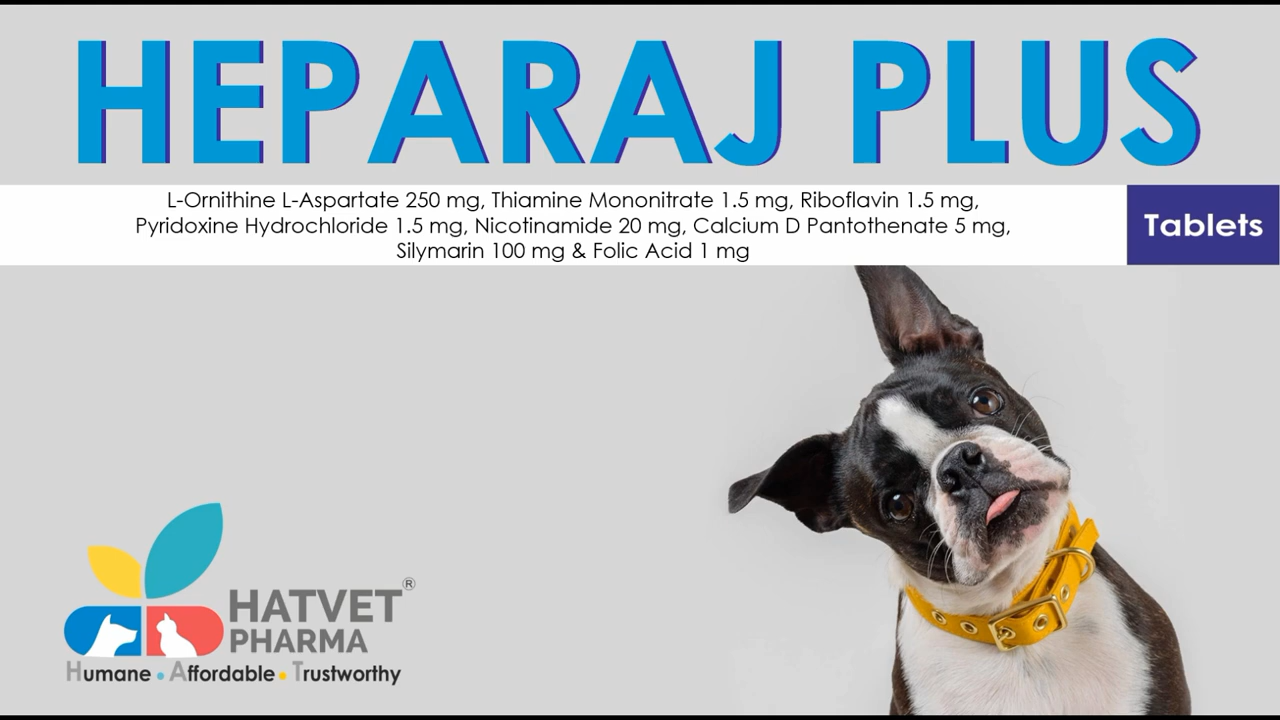 HEPARAJ PLUS
L-Ornithine L-Aspartate 250 mg, Thiamine Mononitrate 1.5 mg, Riboflavin 1.5 mg,
Pyridoxine Hydrochloride 1.5 mg, Nicotinamide 20 mg, Calcium D Pantothenate 5 mg,
Silymarin 100 mg & Folic Acid 1 mg
Tablets
HATVET®
PHARMA
Humane • Affordable • Trustworthy